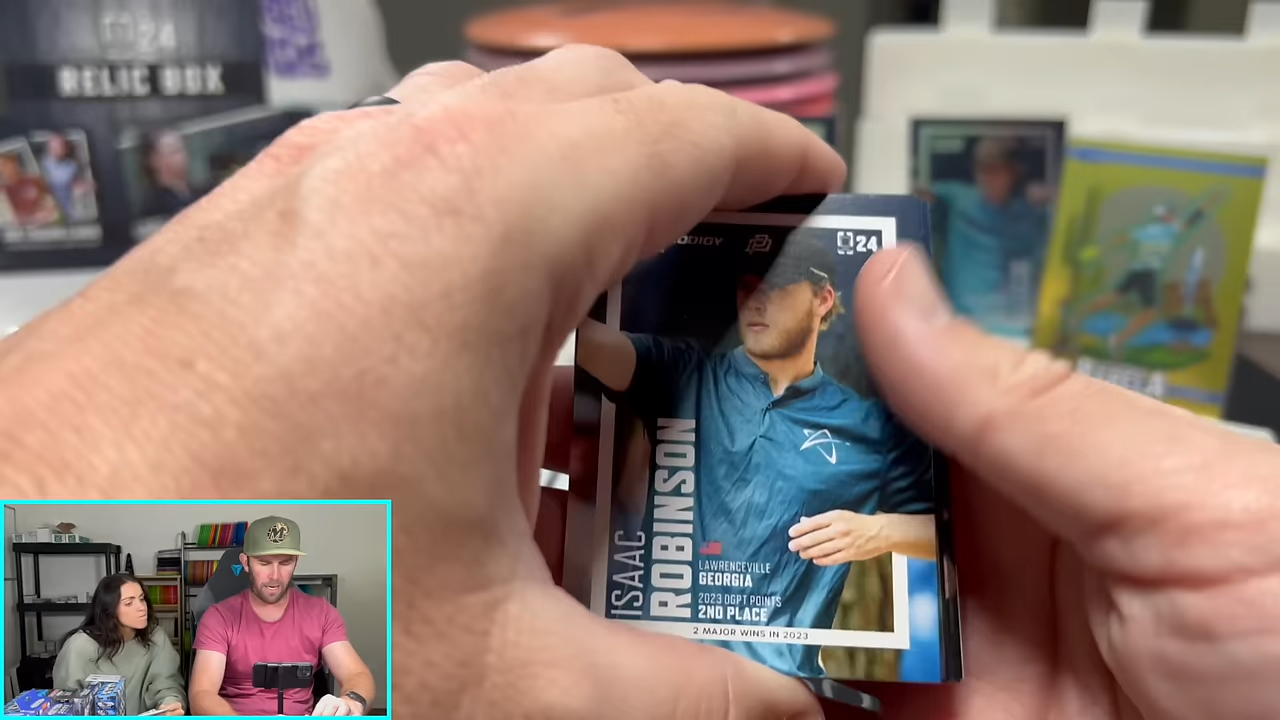 24
RELIC BOX
24
ISAAC
ROBINSON
LAWRENCEVILLE
GEORGIA
2023 DGPT POINTS
2ND PLACE
2 MAJOR WINS IN 2023